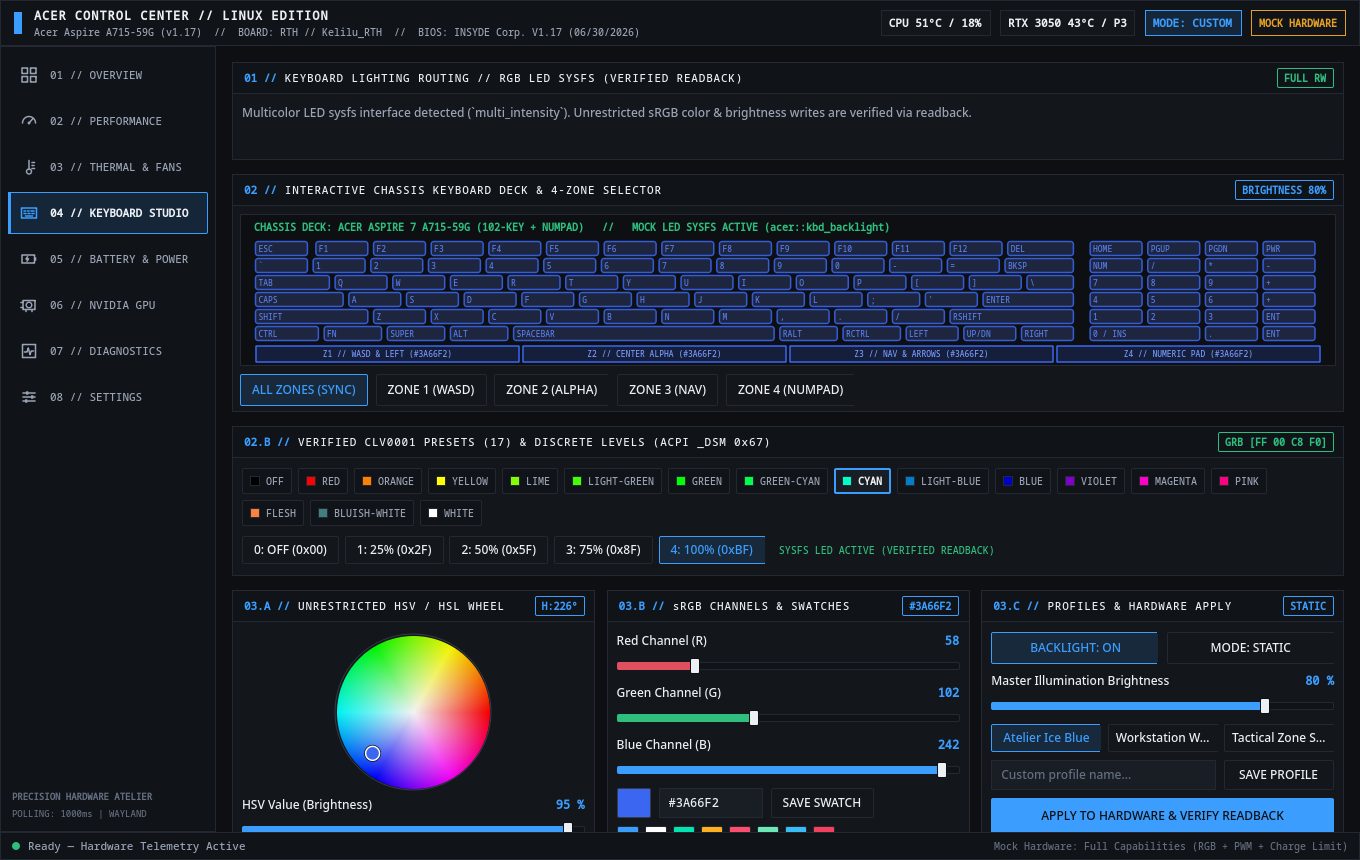 ACER CONTROL CENTER // LINUX EDITION
Acer Aspire A715-59G (v1.17) // BOARD: RTH // Kelilu_RTH // BIOS: INSYDE Corp. V1.17 (06/30/2026)
CPU 51°C / 18% RTX 3050 43°C / P3 MODE: CUSTOM MOCK HARDWARE
01 // OVERVIEW
02 // PERFORMANCE
03 // THERMAL & FANS
04 // KEYBOARD STUDIO
05 // BATTERY & POWER
06 // NVIDIA GPU
07 // DIAGNOSTICS
08 // SETTINGS
PRECISION HARDWARE ATELIER
POLLING: 1000ms | WAYLAND
01 // KEYBOARD LIGHTING ROUTING // RGB LED SYSFS (VERIFIED READBACK) FULL RW
Multicolor LED sysfs interface detected (`multi_intensity`). Unrestricted sRGB color & brightness writes are verified via readback.
02 // INTERACTIVE CHASSIS KEYBOARD DECK & 4-ZONE SELECTOR BRIGHTNESS 80%
CHASSIS DECK: ACER ASPIRE 7 A715-59G (102-KEY + NUMPAD) // MOCK LED SYSFS ACTIVE (acer::kbd_backlight)
ESC F1 F2 F3 F4 F5 F6 F7 F8 F9 F10 F11 F12 DEL HOME PGUP PGDN PWR
1 2 3 4 5 6 7 8 9 0 - = BKSP NUM / * -
TAB Q W E R T Y U I O P [ ] \ 7 8 9 +
CAPS A S D F G H J K L ; ' ENTER 4 5 6 +
SHIFT Z X C V B N M , . / RSHIFT 1 2 3 ENT
CTRL FN SUPER ALT SPACEBAR RALT RCTRL LEFT UP/DN RIGHT 0 / INS . ENT
Z1 // WASD & LEFT (#3A66F2) Z2 // CENTER ALPHA (#3A66F2) Z3 // NAV & ARROWS (#3A66F2) Z4 // NUMERIC PAD (#3A66F2)
ALL ZONES (SYNC) ZONE 1 (WASD) ZONE 2 (ALPHA) ZONE 3 (NAV) ZONE 4 (NUMPAD)
02.B // VERIFIED CLV0001 PRESETS (17) & DISCRETE LEVELS (ACPI _DSM 0x67) GRB [FF 00 C8 F0]
OFF RED ORANGE YELLOW LIME LIGHT-GREEN GREEN GREEN-CYAN CYAN LIGHT-BLUE BLUE VIOLET MAGENTA PINK
FLESH BLUISH-WHITE WHITE
0: OFF (0x00) 1: 25% (0x2F) 2: 50% (0x5F) 3: 75% (0x8F) 4: 100% (0xBF) SYSFS LED ACTIVE (VERIFIED READBACK)
03.A // UNRESTRICTED HSV / HSL WHEEL H:226°
HSV Value (Brightness) 95 %
03.B // sRGB CHANNELS & SWATCHES #3A66F2
Red Channel (R) 58
Green Channel (G) 102
Blue Channel (B) 242
#3A66F2 SAVE SWATCH
03.C // PROFILES & HARDWARE APPLY STATIC
BACKLIGHT: ON MODE: STATIC
Master Illumination Brightness 80 %
Atelier Ice Blue Workstation W... Tactical Zone S...
Custom profile name... SAVE PROFILE
APPLY TO HARDWARE & VERIFY READBACK
Ready — Hardware Telemetry Active
Mock Hardware: Full Capabilities (RGB + PWM + Charge Limit)